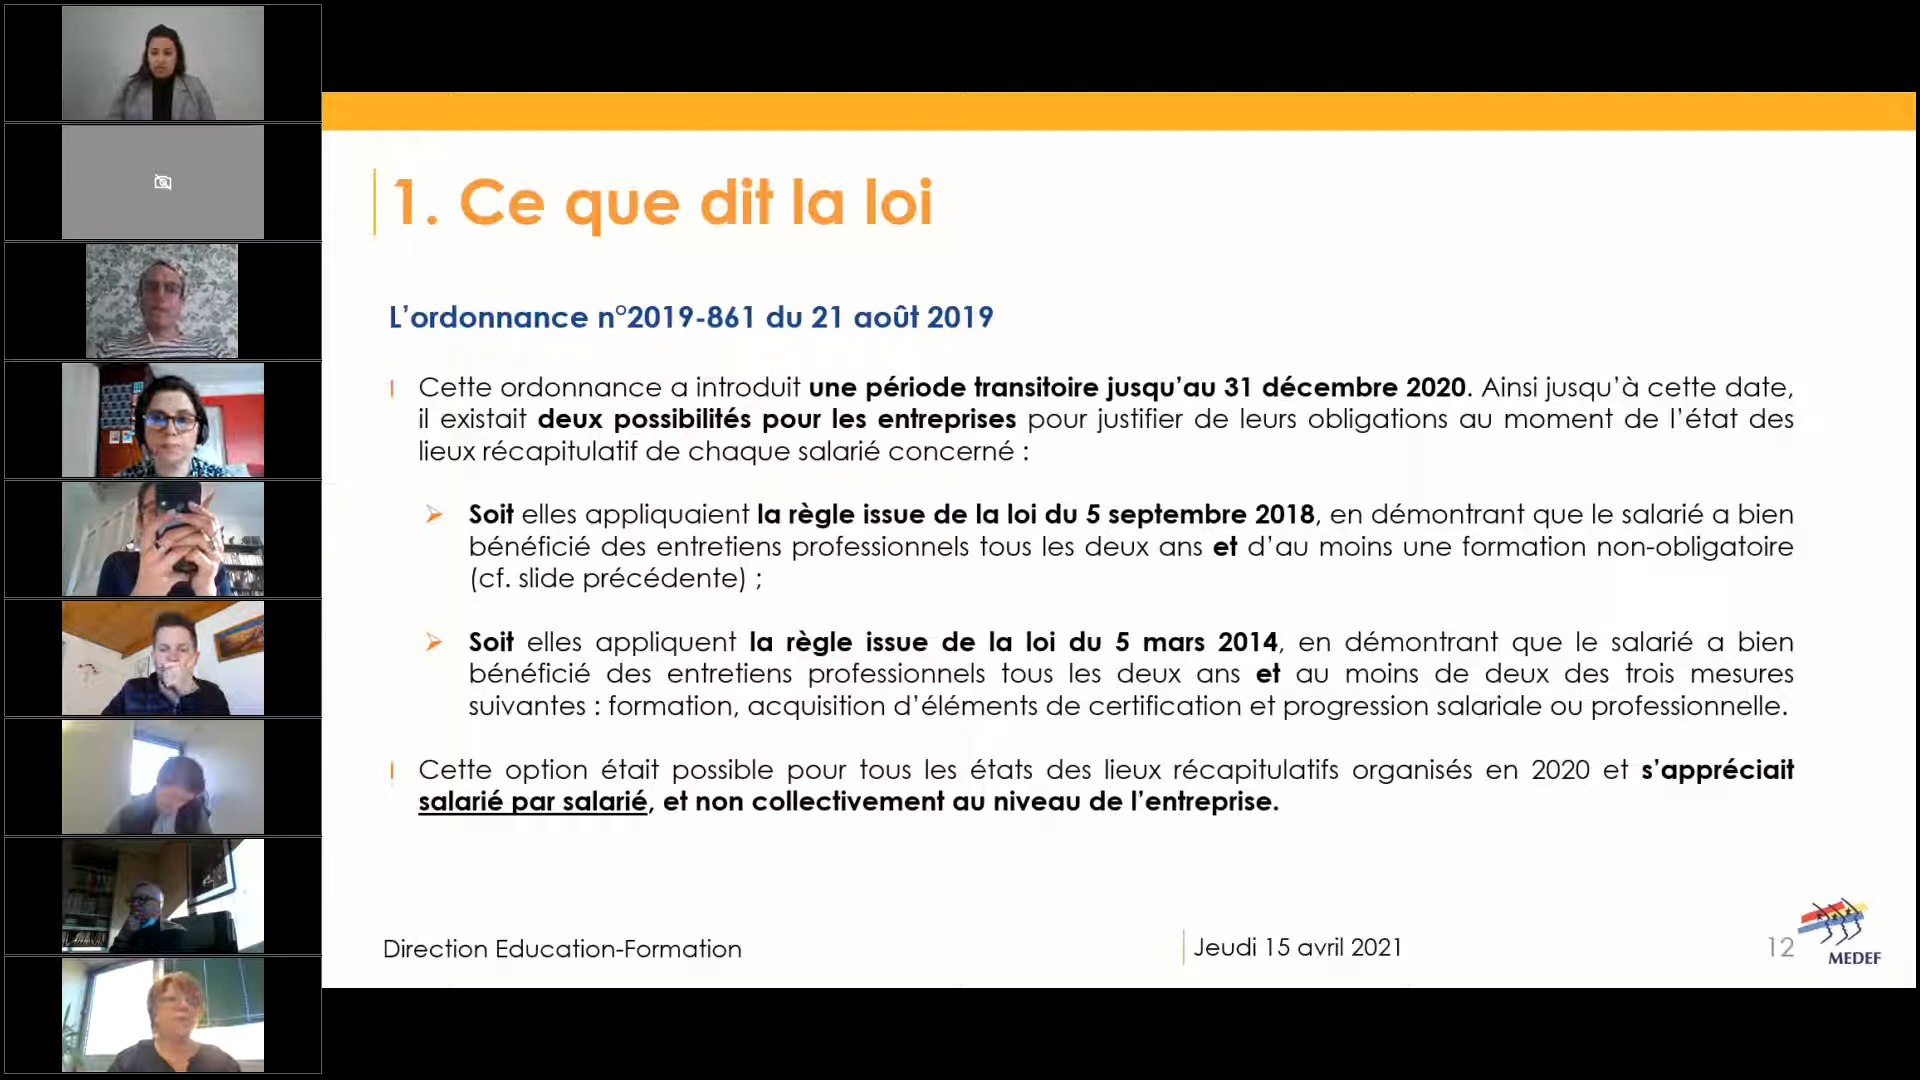 1. Ce que dit la loi
L’ordonnance n°2019-861 du 21 août 2019
Cette ordonnance a introduit une période transitoire jusqu’au 31 décembre 2020. Ainsi jusqu’à cette date,
il existait deux possibilités pour les entreprises pour justifier de leurs obligations au moment de l’état des
lieux récapitulatif de chaque salarié concerné :
Soit elles appliquaient la règle issue de la loi du 5 septembre 2018, en démontrant que le salarié a bien
bénéficié des entretiens professionnels tous les deux ans et d’au moins une formation non-obligatoire
(cf. slide précédente) ;
Soit elles appliquent la règle issue de la loi du 5 mars 2014, en démontrant que le salarié a bien
bénéficié des entretiens professionnels tous les deux ans et au moins de deux des trois mesures
suivantes : formation, acquisition d’éléments de certification et progression salariale ou professionnelle.
Cette option était possible pour tous les états des lieux récapitulatifs organisés en 2020 et s’appréciait
salarié par salarié, et non collectivement au niveau de l’entreprise.
Direction Education-Formation
Jeudi 15 avril 2021
12
MEDEF